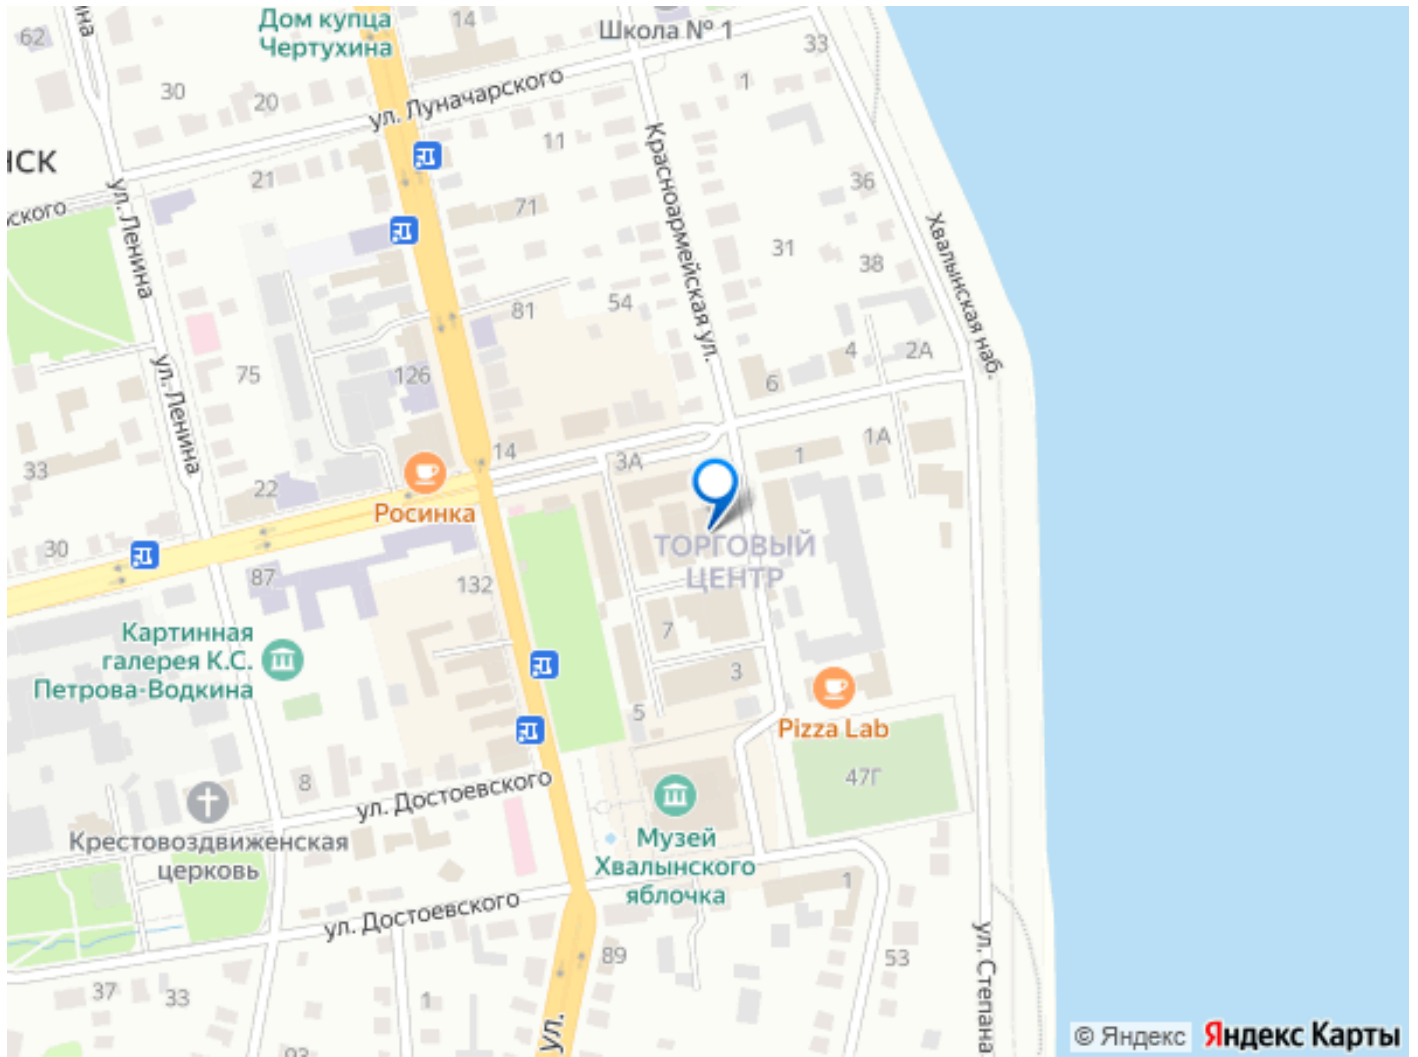 62
ина
Дом купца
Чертухина
14
Школа № 1
33
30
20
ул. Луначарского
1
11
нск
21
ского
ул. Ленина
71
Красноармейская ул.
36
31
38
Хвалынская наб.
54
81
75
126
ул. Ленина
4
2А
6
33
22
14
3А
1
1А
Росинка
30
87
132
ТОРГОВЫЙ
ЦЕНТР
Картинная
галерея К.С.
Петрова-Водкина
7
3
5
Pizza Lab
47Г
8
ул. Достоевского
Крестовоздвиженская
церковь
Музей
Хвалынского
яблочка
1
ул. Достоевского
89
53
ул. Степана
37
33
1
ул.
93
© Яндекс
Яндекс Карты